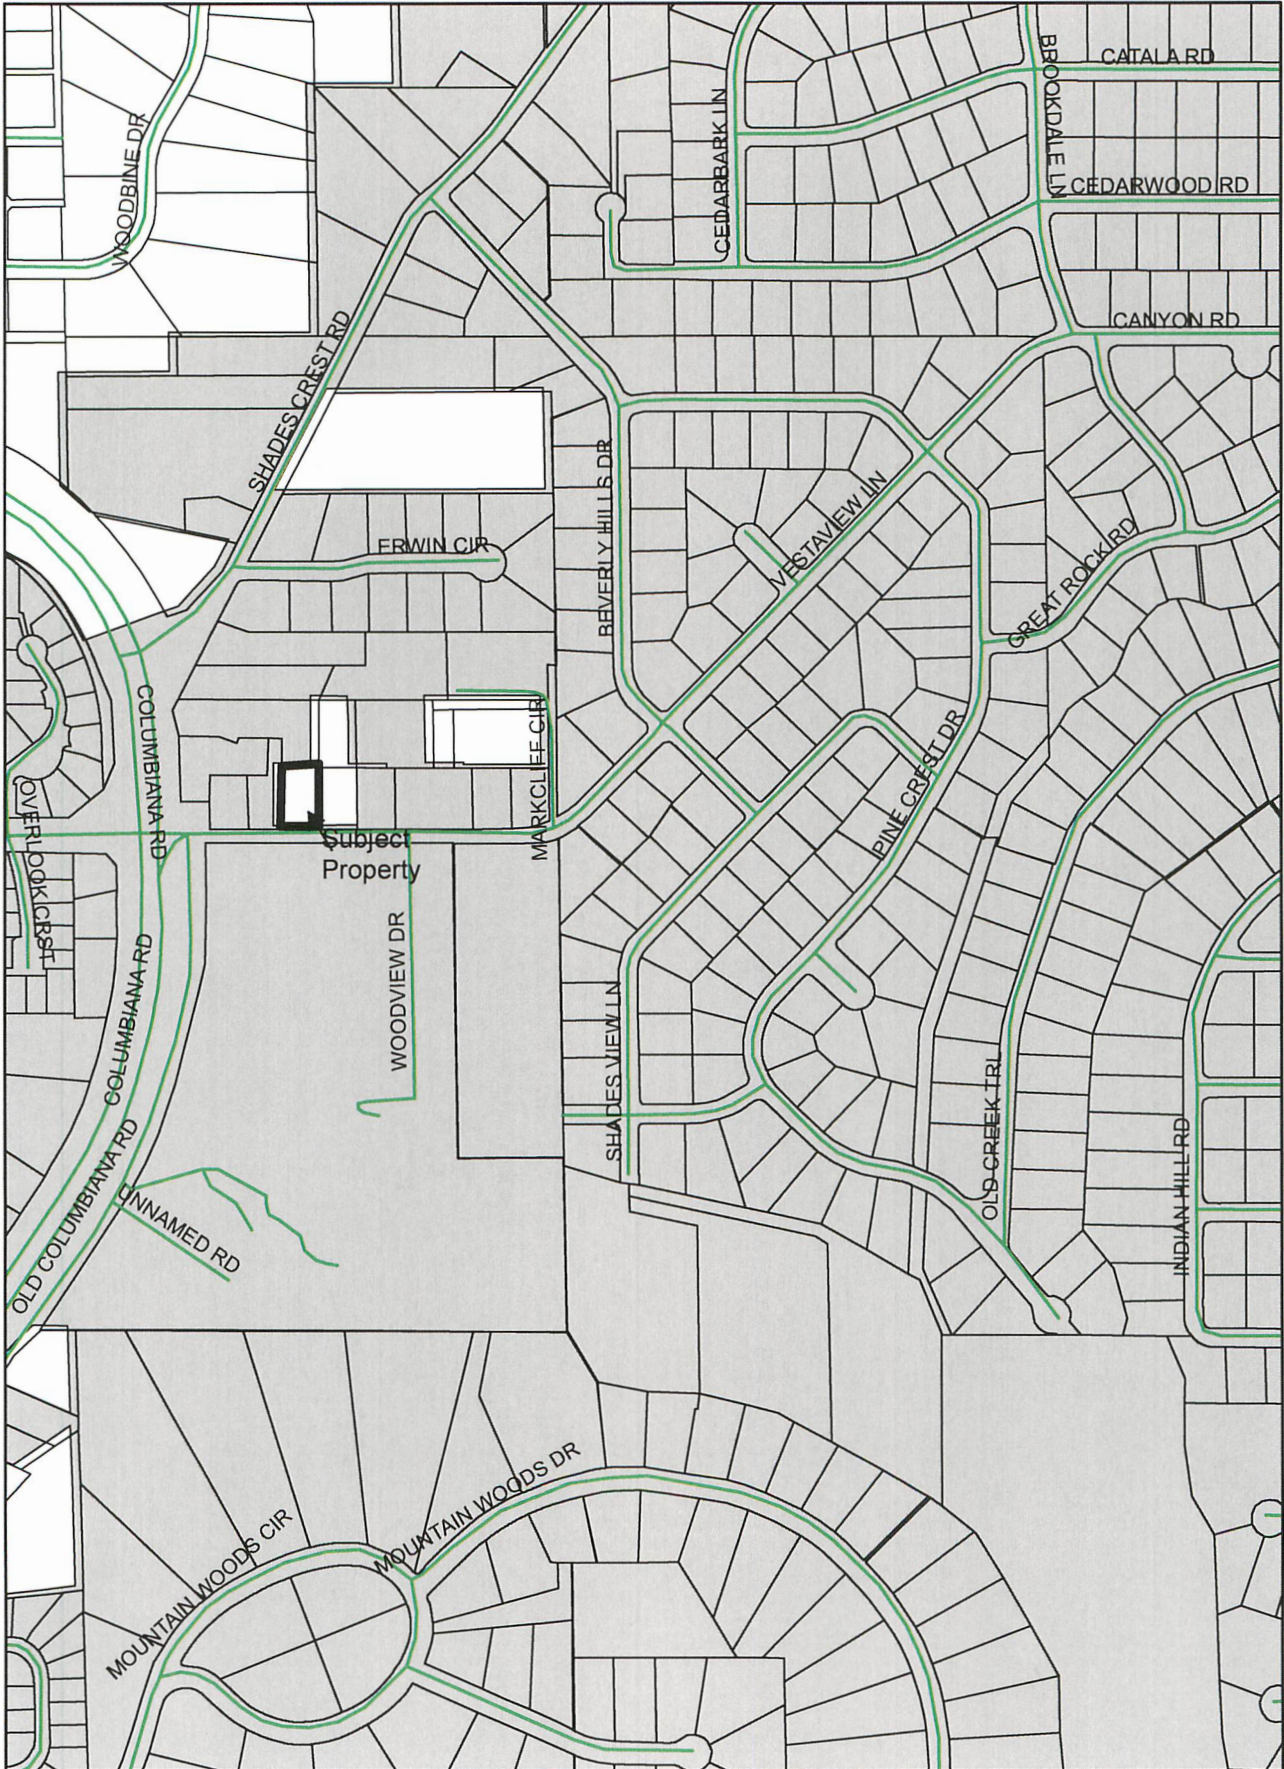 CATALA RD
BROOKDALE LN
CEDARBARK LN
WOODBINE DR
CEDARWOOD RD
CANYON RD
SHADES CREST RD
VESTAVIEW LN
BEVERLY HILLS DR
ERWIN CIR
GREAT ROCK RD
COLUMBIANA RD
MARKCLIFF CIR
PINE CREST DR
OVERLOOK CRST
Subject
Property
WOODVIEW DR
COLUMBIANA RD
SHADES VIEW LN
OLD CREEK TRL
INDIAN HILL RD
OLD COLUMBIANA RD
UNNAMED RD
MOUNTAIN WOODS DR
MOUNTAIN WOODS CIR